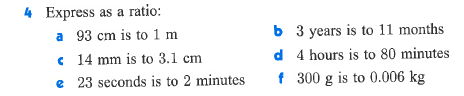 4 Express as a ratio:
a 93 cm is to 1 m
b 3 years is to 11 months
c 14 mm is to 3.1 cm
d 4 hours is to 80 minutes
e 23 seconds is to 2 minutes
f 300 g is to 0.006 kg